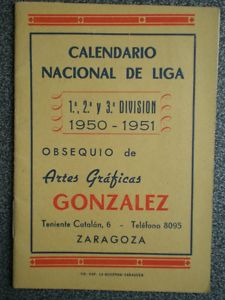 CALENDARIO
NACIONAL DE LIGA
1.ª, 2.ª y 3.ª DIVISION
1950 - 1951
OBSEQUIO de
Artes Gráficas
GONZALEZ
Teniente Catalán, 6 - Teléfono 8095
ZARAGOZA